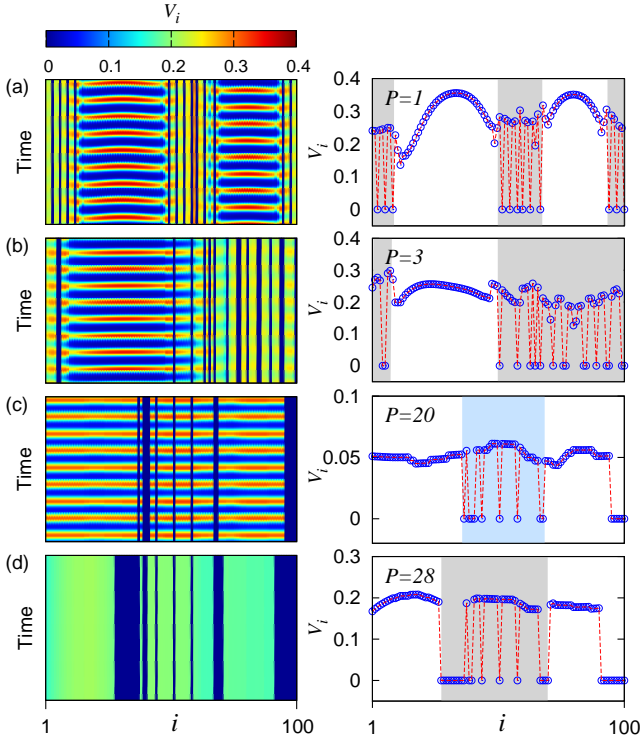 V_i
0 0.1 0.2 0.3 0.4
(a)
Time
V_i
0.4
0.3
0.2
0.1
0
P=1
(b)
Time
V_i
0.4
0.3
0.2
0.1
0
P=3
(c)
Time
V_i
0.1
0.05
0
P=20
(d)
Time
V_i
0.3
0.2
0.1
0
P=28
1 i 100
1 i 100